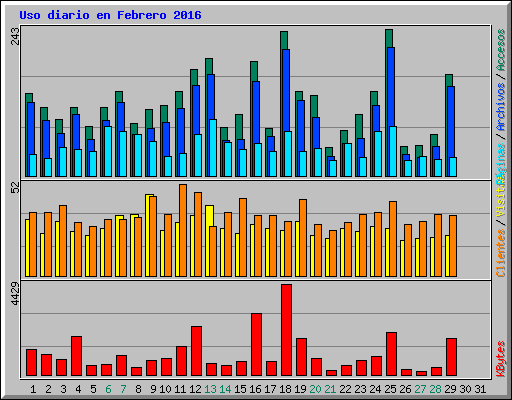 Uso diario en Febrero 2016
243
52
4429
Clientes / Visitas
Páginas / Archivos / Accesos
KBytes
1 2 3 4 5 6 7 8 9 10 11 12 13 14 15 16 17 18 19 20 21 22 23 24 25 26 27 28 29 30 31